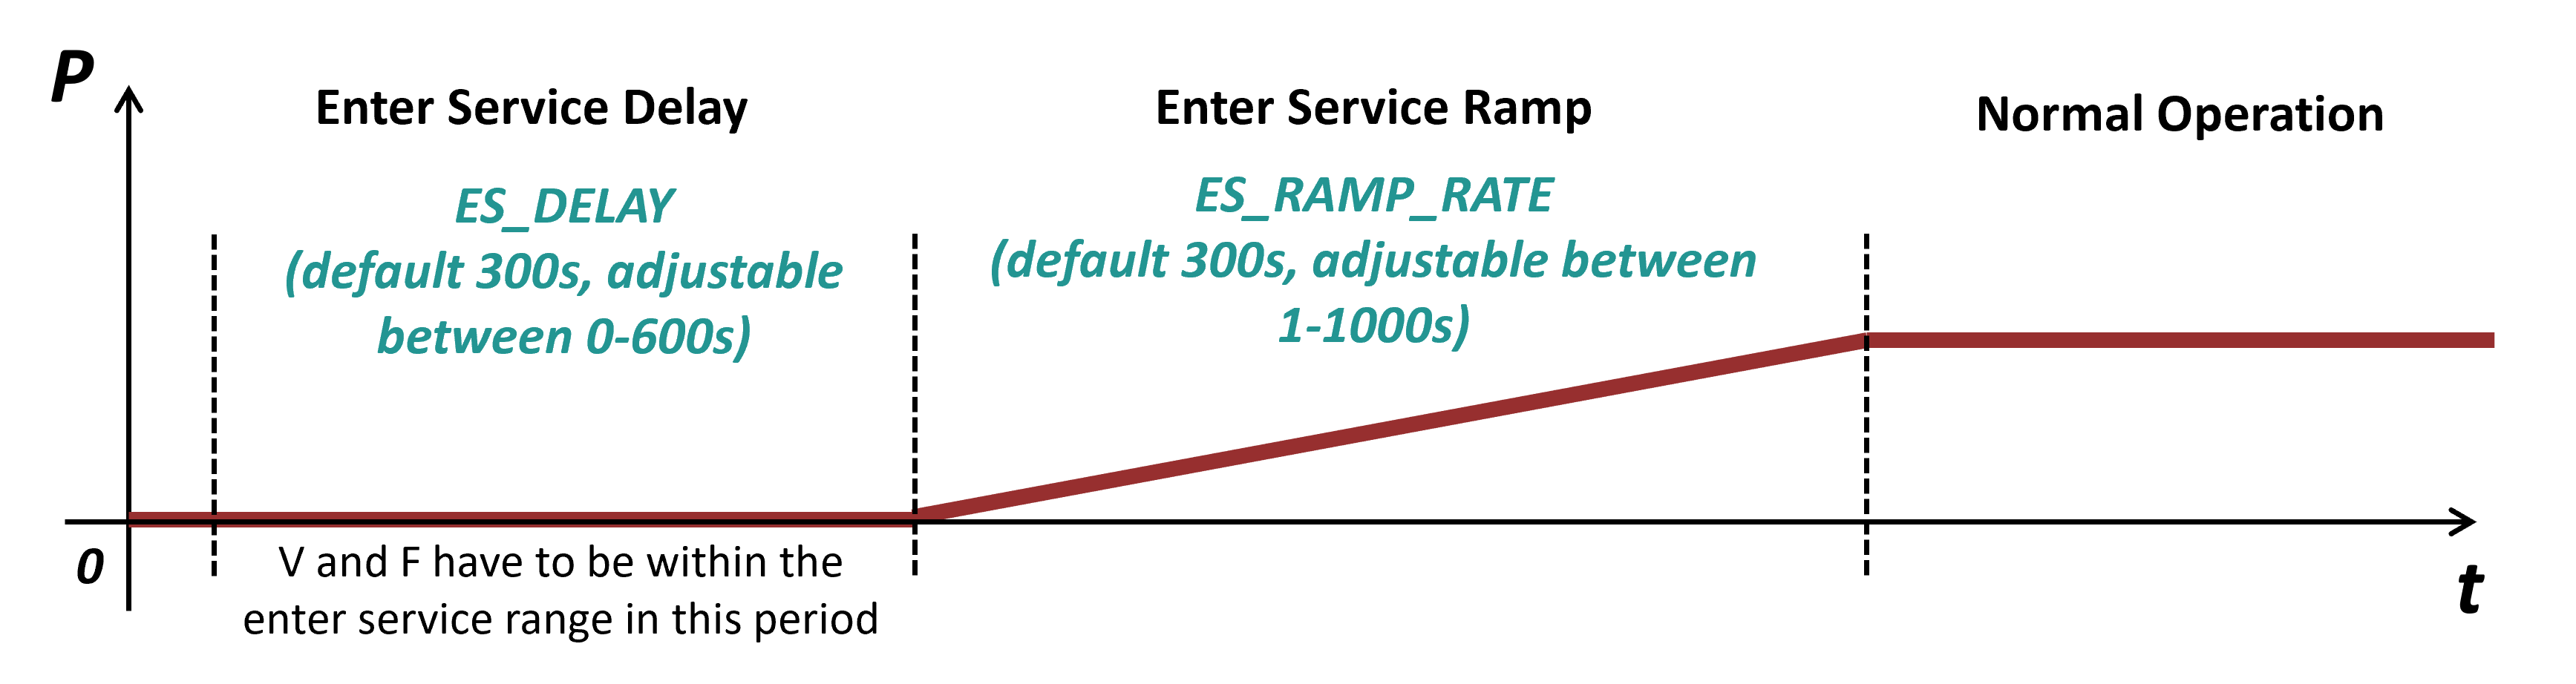 P
Enter Service Delay
ES_DELAY
(default 300s, adjustable
between 0-600s)
Enter Service Ramp
ES_RAMP_RATE
(default 300s, adjustable between
1-1000s)
Normal Operation
0
V and F have to be within the
enter service range in this period
t